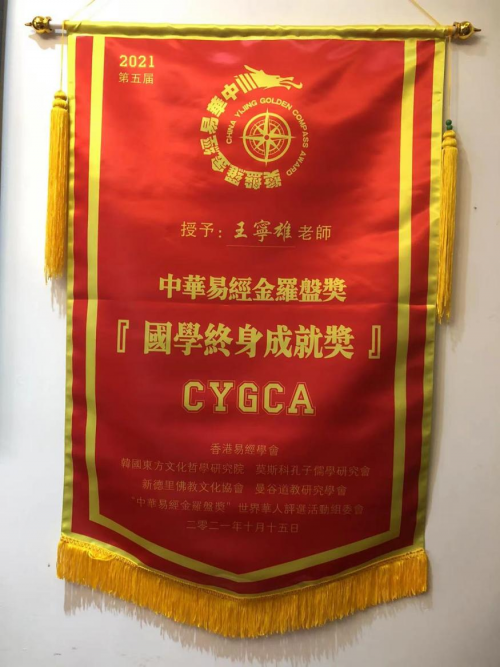 2021
第五届
中華易經金羅盤獎
CHINA YIJING GOLDEN COMPASS AWARD
授予：王寧雄老師
中華易經金羅盤獎
『國學終身成就獎』
CYGCA
香港易經學會
韓國東方文化哲學研究院 莫斯科孔子儒學研究會
新德里佛教文化協會 曼谷道教研究學會
"中華易經金羅盤奬"世界華人評選活動組委會
二零二一年十月十五日